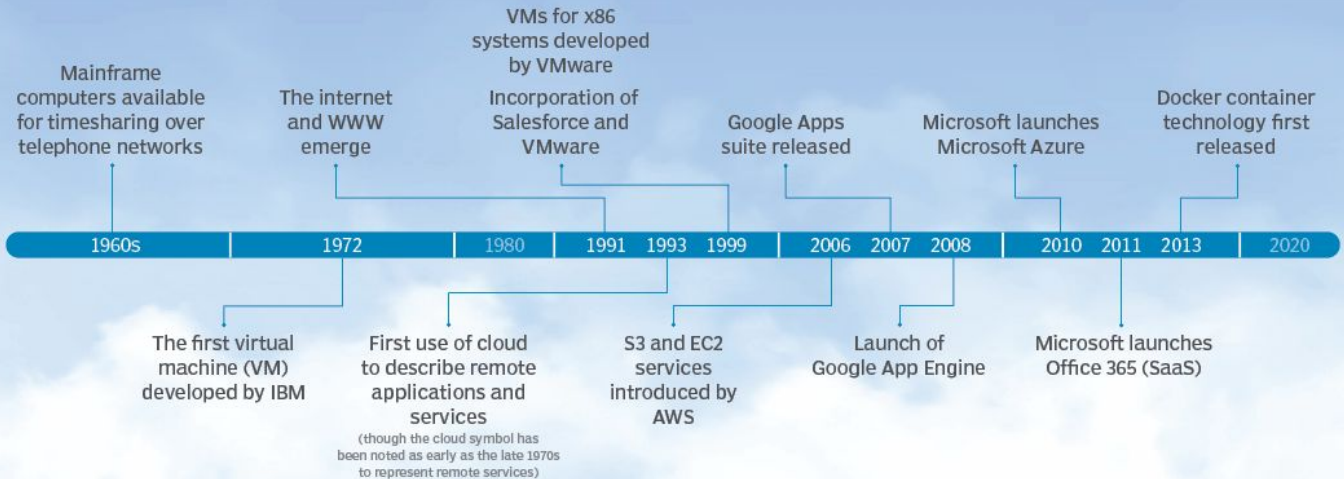 VMs for x86
systems developed
by VMware
Mainframe
computers available
for timesharing over
telephone networks
The internet
and WWW
emerge
Incorporation of
Salesforce and
VMware
Google Apps
suite released
Microsoft launches
Microsoft Azure
Docker container
technology first
released
1960s 1972 1980 1991 1993 1999 2006 2007 2008 2010 2011 2013 2020
The first virtual
machine (VM)
developed by IBM
First use of cloud
to describe remote
applications and
services
(though the cloud symbol has
been noted as early as the late 1970s
to represent remote services)
S3 and EC2
services
introduced by
AWS
Launch of
Google App Engine
Microsoft launches
Office 365 (SaaS)